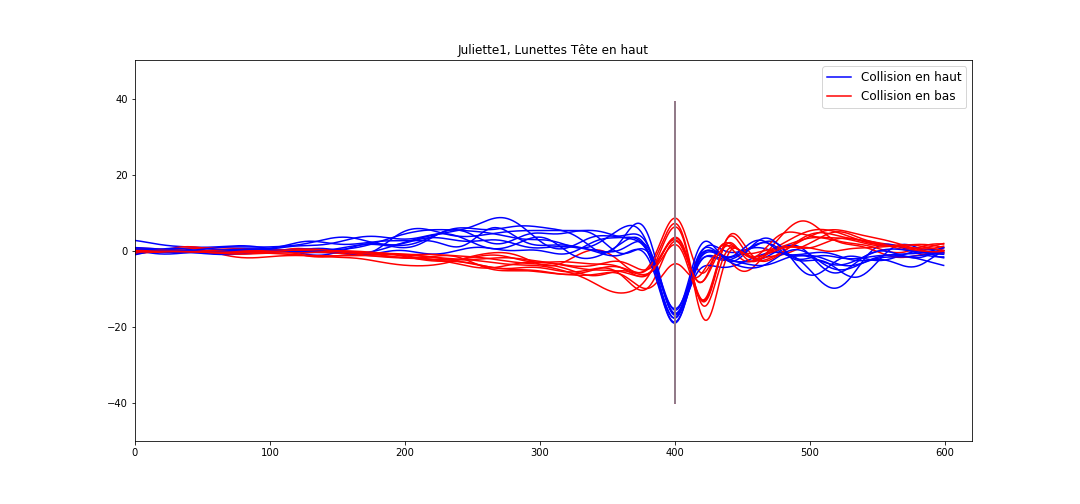 Juliette1, Lunettes Tête en haut
Collision en haut
Collision en bas
40
20
0
−20
−40
0 100 200 300 400 500 600